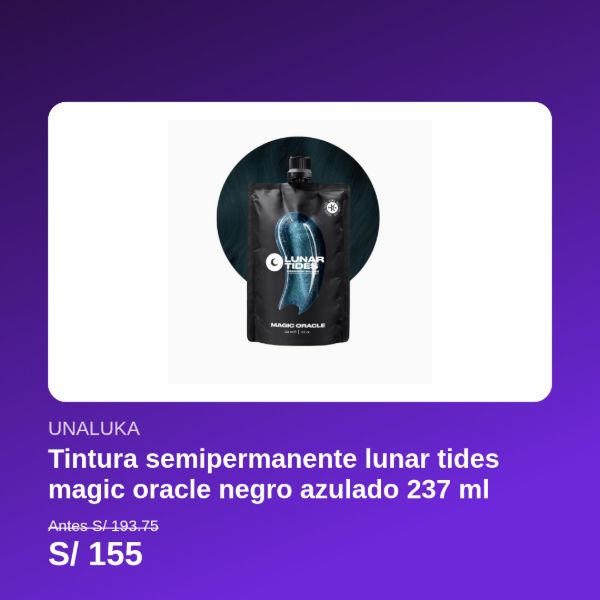 LUNAR
TIDES
MAGIC ORACLE
UNALUKA
Tintura semipermanente lunar tides
magic oracle negro azulado 237 ml
Antes S/ 193.75
S/ 155